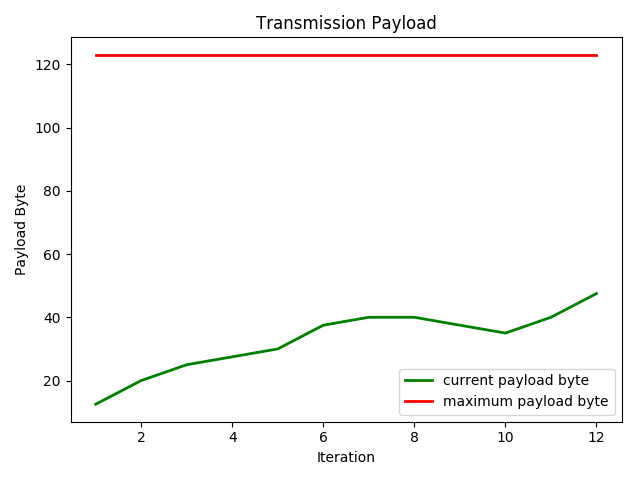 Transmission Payload
Payload Byte
120
100
80
60
40
20
2 4 6 8 10 12
Iteration
current payload byte
maximum payload byte